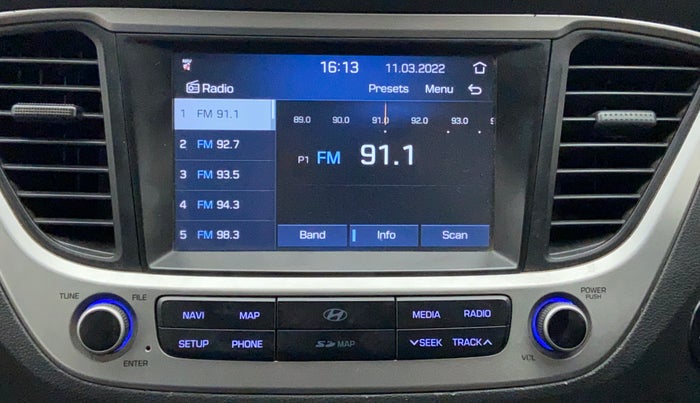 16:13 11.03.2022
Radio Presets Menu
1 FM 91.1
89.0 90.0 91.0 92.0 93.0
2 FM 92.7
P1 FM 91.1
3 FM 93.5
4 FM 94.3
5 FM 98.3
Band Info Scan
TUNE FILE
POWER PUSH
NAVI MAP
MEDIA RADIO
SETUP PHONE
SD MAP
SEEK TRACK
ENTER
VOL